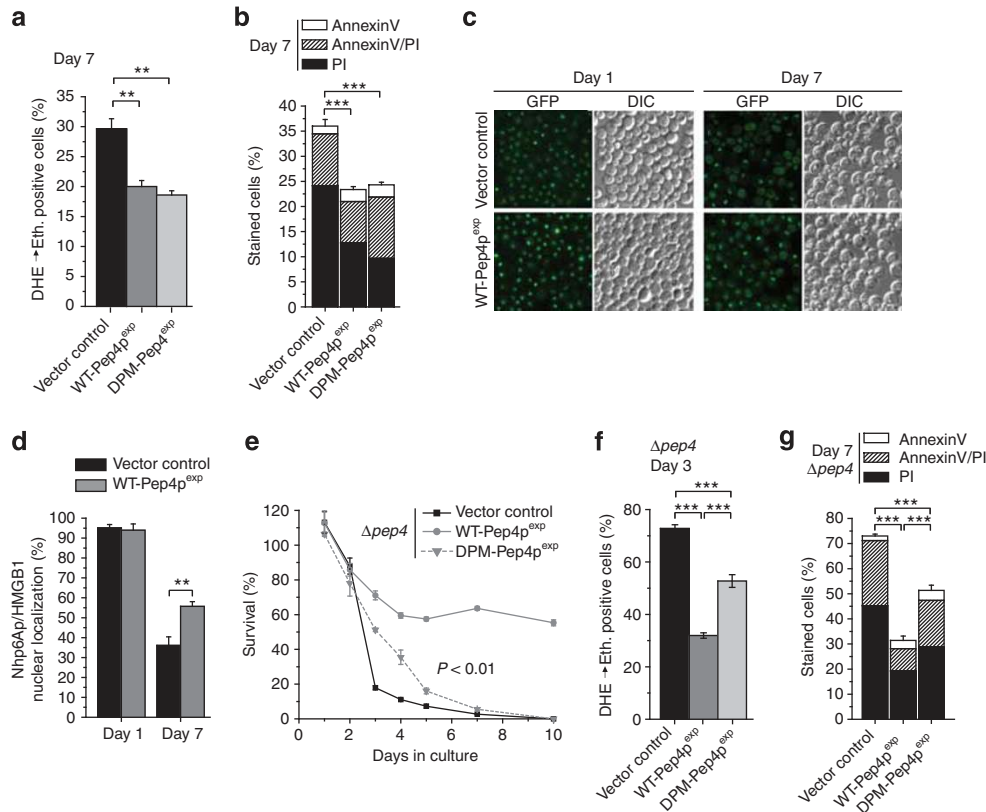 a
Day 7
**
**
35
30
25
20
15
10
5
0
DHE → Eth. positive cells (%)
Vector control
WT-Pep4p^exp
DPM-Pep4^exp
b
Day 7
AnnexinV
AnnexinV/PI
PI
***
***
40
35
30
25
20
15
10
5
0
Stained cells (%)
Vector control
WT-Pep4p^exp
DPM-Pep4p^exp
c
Day 1
Day 7
GFP
DIC
GFP
DIC
Vector control
WT-Pep4p^exp
d
Vector control
WT-Pep4p^exp
100
90
80
70
60
50
40
30
20
10
0
Nhp6Ap/HMGB1
nuclear localization (%)
**
Day 1
Day 7
e
Δpep4
Vector control
WT-Pep4p^exp
DPM-Pep4p^exp
120
100
80
60
40
20
0
Survival (%)
P < 0.01
0
2
4
6
8
10
Days in culture
f
Δpep4
Day 3
***
*** ***
80
60
40
20
0
DHE → Eth. positive cells (%)
Vector control
WT-Pep4p^exp
DPM-Pep4p^exp
g
Day 7
Δpep4
AnnexinV
AnnexinV/PI
PI
***
*** ***
80
70
60
50
40
30
20
10
0
Stained cells (%)
Vector control
WT-Pep4p^exp
DPM-Pep4p^exp